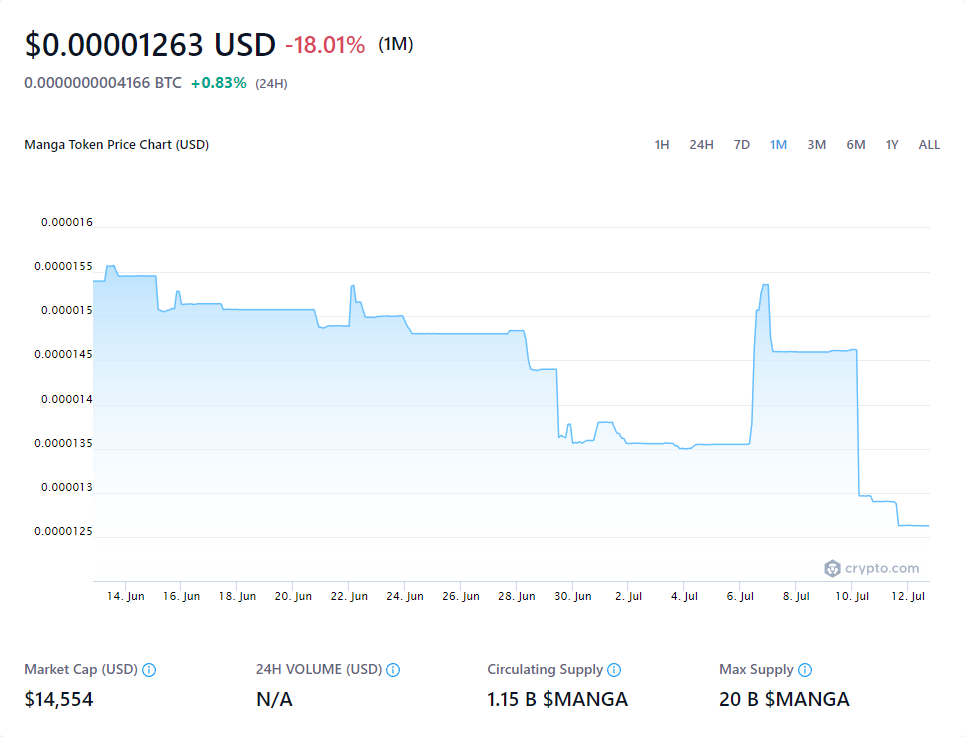 $0.00001263 USD -18.01% (1M)
0.0000000004166 BTC +0.83% (24H)
Manga Token Price Chart (USD) 1H 24H 7D 1M 3M 6M 1Y ALL
0.000016
0.0000155
0.000015
0.0000145
0.000014
0.0000135
0.000013
0.0000125
crypto.com
14. Jun 16. Jun 18. Jun 20. Jun 22. Jun 24. Jun 26. Jun 28. Jun 30. Jun 2. Jul 4. Jul 6. Jul 8. Jul 10. Jul 12. Jul
Market Cap (USD) 24H VOLUME (USD) Circulating Supply Max Supply
$14,554 N/A 1.15 B $MANGA 20 B $MANGA